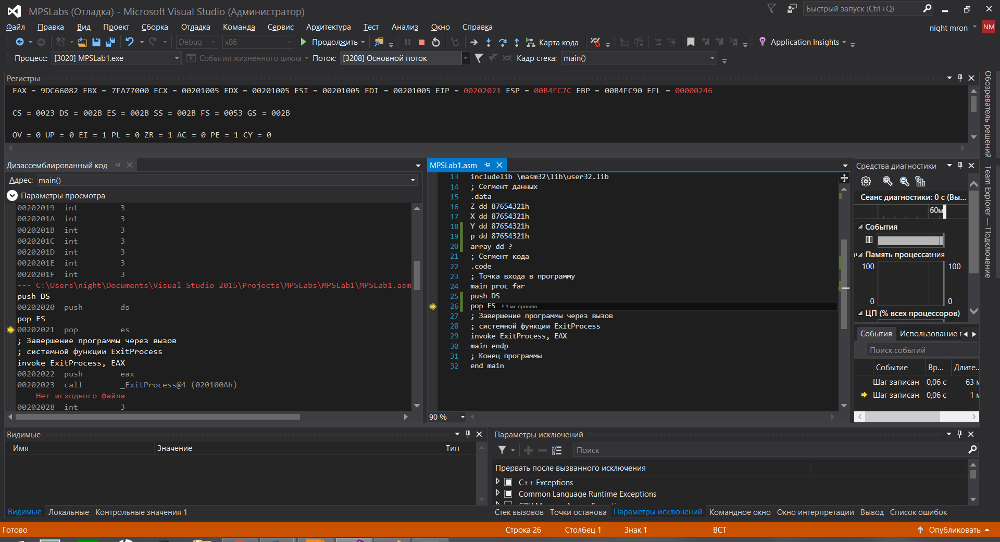 MPSLabs (Отладка) - Microsoft Visual Studio (Администратор)
Быстрый запуск (Ctrl+Q)
Файл Правка Вид Проект Сборка Отладка Команда Сервис Архитектура Тест Анализ Окно Справка
night mron NM
Debug x86 Продолжить Карта кода Application Insights
Процесс: [3020] MPSLab1.exe События жизненного цикла Поток: [3208] Основной поток Кадр стека: main()
Регистры
EAX = 9DC66082 EBX = 7FA77000 ECX = 00201005 EDX = 00201005 ESI = 00201005 EDI = 00201005 EIP = 00202021 ESP = 00B4FC7C EBP = 00B4FC90 EFL = 00000246
CS = 0023 DS = 002B ES = 002B SS = 002B FS = 0053 GS = 002B
OV = 0 UP = 0 EI = 1 PL = 0 ZR = 1 AC = 0 PE = 1 CY = 0
Обозреватель решений
Team Explorer — Подключение
Дизассемблированный код
Адрес: main()
Параметры просмотра
00202019 int 3
0020201A int 3
0020201B int 3
0020201C int 3
0020201D int 3
0020201E int 3
0020201F int 3
--- C:\Users\night\Documents\Visual Studio 2015\Projects\MPSLabs\MPSLab1\MPSLab1.asm
push DS
00202020 push ds
pop ES
00202021 pop es
; Завершение программы через вызов
; системной функции ExitProcess
invoke ExitProcess, EAX
00202022 push eax
00202023 call _ExitProcess@4 (020100Ah)
--- Нет исходного файла --------------------------------------------------------
00202028 int 3
MPSLab1.asm
13 includelib \masm32\lib\user32.lib
14 ; Сегмент данных
15 .data
16 Z dd 87654321h
17 X dd 87654321h
18 Y dd 87654321h
19 p dd 87654321h
20 array dd ?
21 ; Сегмент кода
22 .code
23 ; Точка входа в программу
24 main proc far
25 push DS
26 pop ES ≤ 1 мс прошло
27 ; Завершение программы через вызов
28 ; системной функции ExitProcess
29 invoke ExitProcess, EAX
30 main endp
31 ; Конец программы
32 end main
90 %
Средства диагностики
Сеанс диагностики: 0 с (Вы...
60м
События
Память процесса
100 100
0 0
ЦП (% всех процессоров)
События Использование
Поиск событий
Событие Вр... Длите...
Шаг записан 0,06 с 63
Шаг записан 0,06 с 1
Видимые
Имя Значение Тип
Видимые Локальные Контрольные значения 1
Параметры исключений
Поиск
Прервать после вызванного исключения
C++ Exceptions
Common Language Runtime Exceptions
Стек вызовов Точки останова Параметры исключений Командное окно Окно интерпретации Вывод Список ошибок
Готово Строка 26 Столбец 1 Знак 1 ВСТ Опубликовать